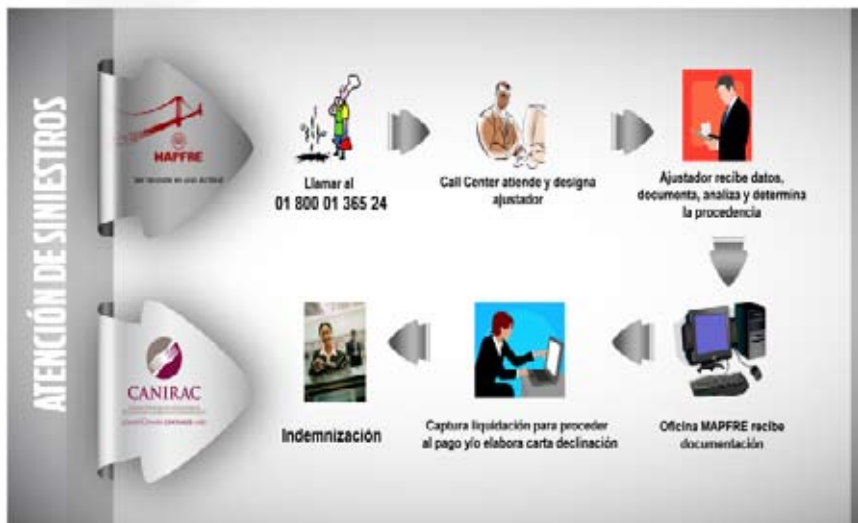 ATENCIÓN DE SINIESTROS
MAPFRE
Llamar al
01 800 01 365 24
Call Center atiende y designa
ajustador
Ajustador recibe datos,
documenta, analiza y determina
la procedencia
CANIRAC
Indemnización
Captura liquidación para proceder
al pago y/o elabora carta declinación
Oficina MAPFRE recibe
documentación